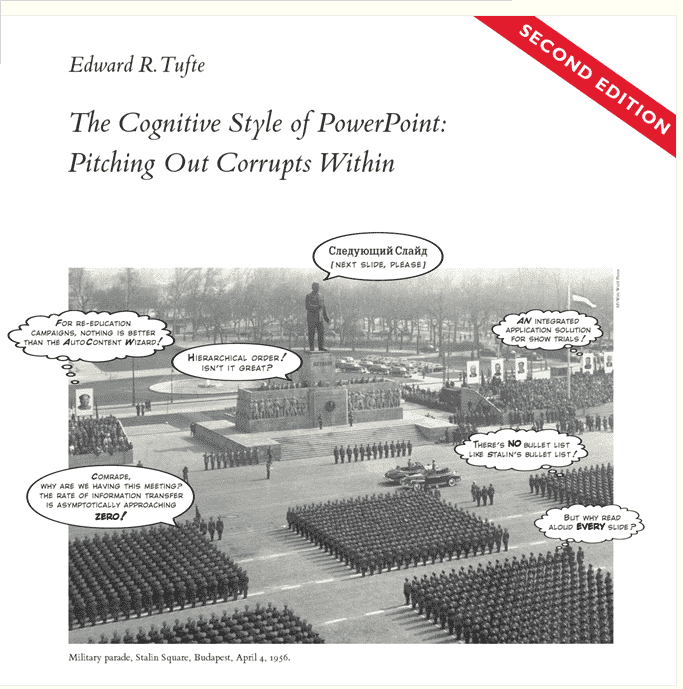 Edward R. Tufte
SECOND EDITION
The Cognitive Style of PowerPoint:
Pitching Out Corrupts Within
Следующий Слайд
[NEXT SLIDE, PLEASE]
FOR RE-EDUCATION
CAMPAIGNS, NOTHING IS BETTER
THAN THE AUTOCONTENT WIZARD!
AN INTEGRATED
APPLICATION SOLUTION
FOR SHOW TRIALS!
HIERARCHICAL ORDER!
ISN'T IT GREAT?
THERE'S NO BULLET LIST
LIKE STALIN'S BULLET LIST!
COMRADE,
WHY ARE WE HAVING THIS MEETING?
THE RATE OF INFORMATION TRANSFER
IS ASYMPTOTICALLY APPROACHING
ZERO!
BUT WHY READ
ALOUD EVERY SLIDE?
Military parade, Stalin Square, Budapest, April 4, 1956.